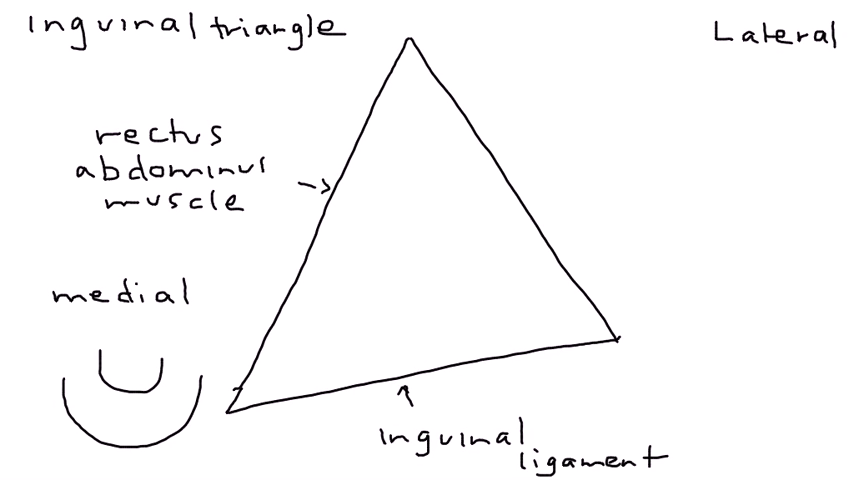 Inguinal triangle
Lateral
rectus
abdominus
muscle
medial
inguinal
ligament